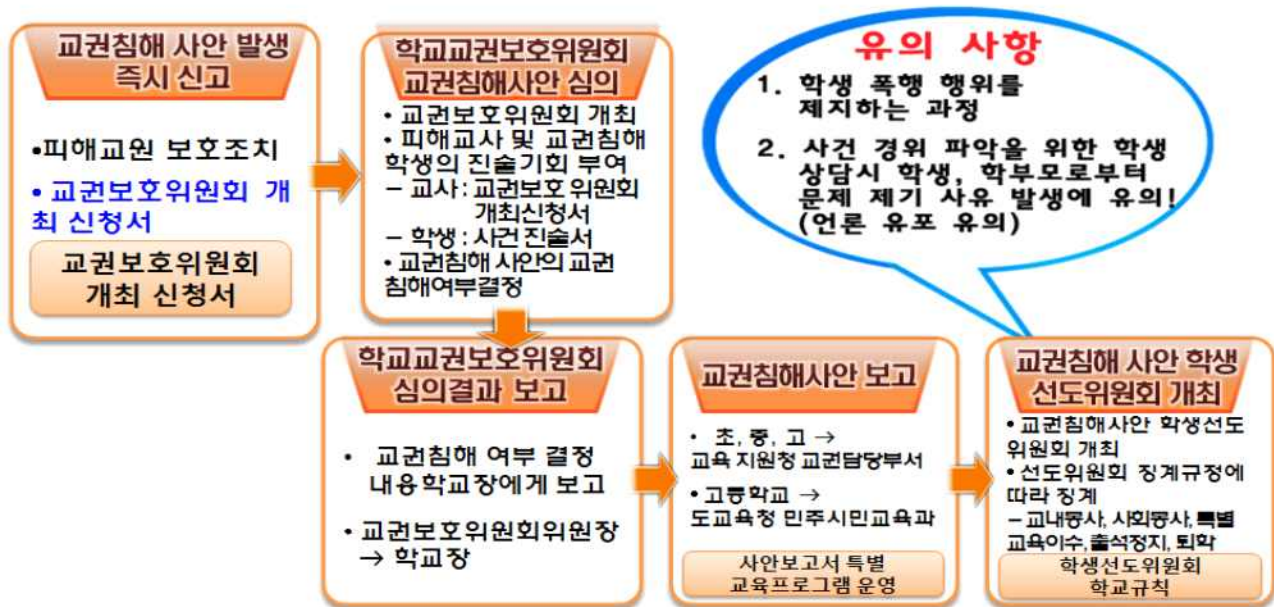 교권침해 사안 발생
즉시 신고
•피해교원 보호조치
• 교권보호위원회 개
최 신청서
교권보호위원회
개최 신청서
학교교권보호위원회
교권침해사안 심의
• 교권보호위원회 개최
• 피해교사 및 교권침해
학생의 진술기회 부여
– 교사 : 교권보호 위원회
개최신청서
– 학생 : 사건 진술서
• 교권침해 사안의 교권
침해여부결정
유의 사항
1. 학생 폭행 행위를
제지하는 과정
2. 사건 경위 파악을 위한 학생
상담시 학생, 학부모로부터
문제 제기 사유 발생에 유의!
(언론 유포 유의)
학교교권보호위원회
심의결과 보고
• 교권침해 여부 결정
내용학교장에게 보고
• 교권보호위원회위원장
→ 학교장
교권침해사안 보고
• 초, 중, 고 →
교육 지원청 교권담당부서
• 고등학교 →
도교육청 민주시민교육과
사안보고서 특별
교육프로그램 운영
교권침해 사안 학생
선도위원회 개최
• 교권침해사안 학생선도
위원회 개최
• 선도위원회 징계규정에
따라 징계
– 교내봉사, 사회봉사, 특별
교육이수, 출석정지, 퇴학
학생선도위원회
학교규칙